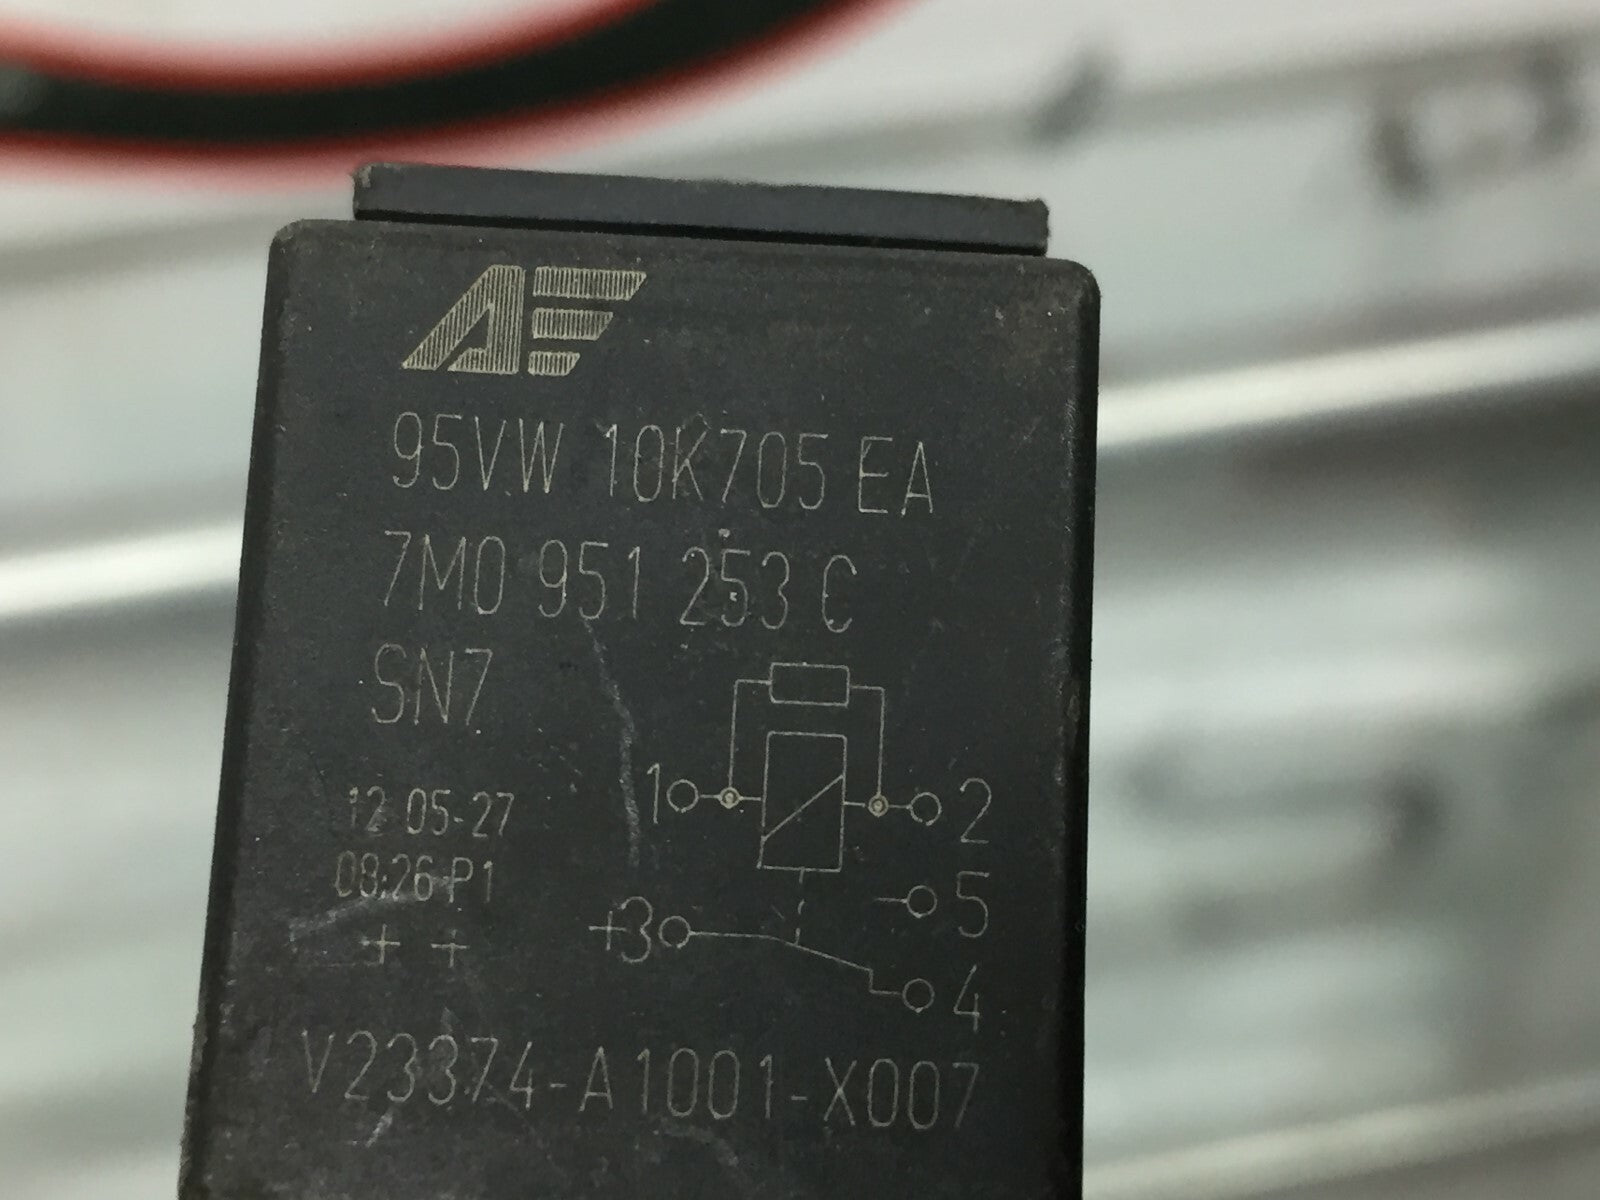 AE
95VW 10K705 EA
7M0 951 253 C
SN7
12 05-27
08:26 P1
+ +
1 2
5
+3
4
V23374-A1001-X007